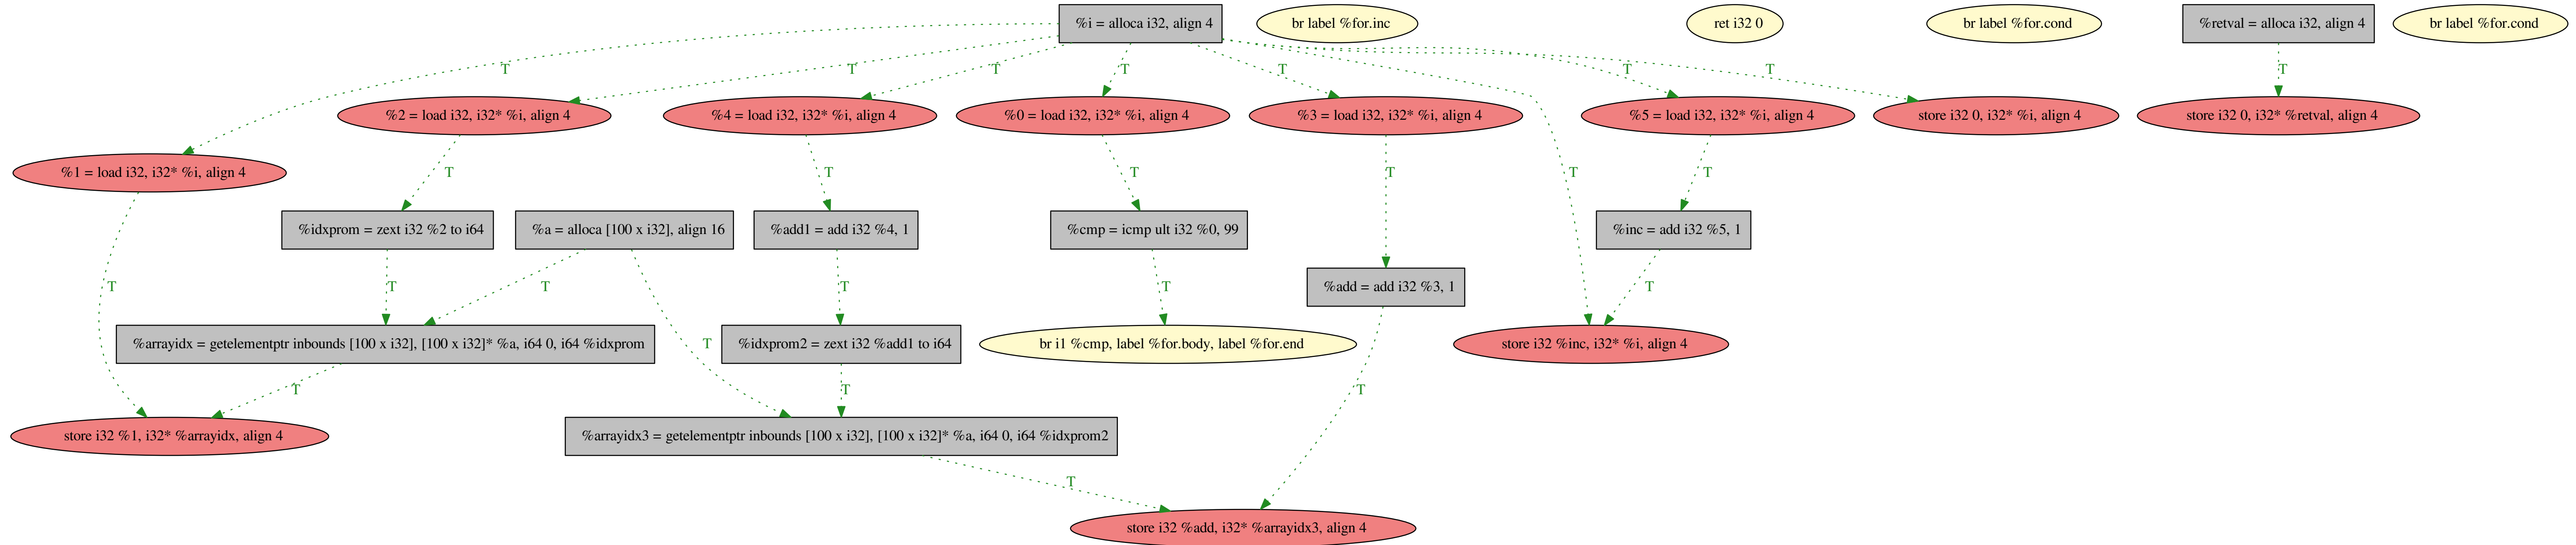 %i = alloca i32, align 4
br label %for.inc
ret i32 0
br label %for.cond
%retval = alloca i32, align 4
br label %for.cond
T
T
T
T
T
T
T
T
%2 = load i32, i32* %i, align 4
%4 = load i32, i32* %i, align 4
%0 = load i32, i32* %i, align 4
%3 = load i32, i32* %i, align 4
%5 = load i32, i32* %i, align 4
store i32 0, i32* %i, align 4
store i32 0, i32* %retval, align 4
%1 = load i32, i32* %i, align 4
T
T
T
T
T
T
%idxprom = zext i32 %2 to i64
%a = alloca [100 x i32], align 16
%add1 = add i32 %4, 1
%cmp = icmp ult i32 %0, 99
%inc = add i32 %5, 1
T
T
T
T
T
%add = add i32 %3, 1
T
%arrayidx = getelementptr inbounds [100 x i32], [100 x i32]* %a, i64 0, i64 %idxprom
T
%idxprom2 = zext i32 %add1 to i64
br i1 %cmp, label %for.body, label %for.end
store i32 %inc, i32* %i, align 4
T
T
T
store i32 %1, i32* %arrayidx, align 4
%arrayidx3 = getelementptr inbounds [100 x i32], [100 x i32]* %a, i64 0, i64 %idxprom2
T
store i32 %add, i32* %arrayidx3, align 4